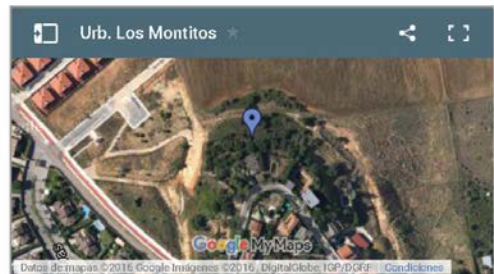 Urb. Los Montitos
Google My Maps
Datos de mapas ©2016 Google Imágenes ©2016, DigitalGlobe, IGP/DGRF Condiciones